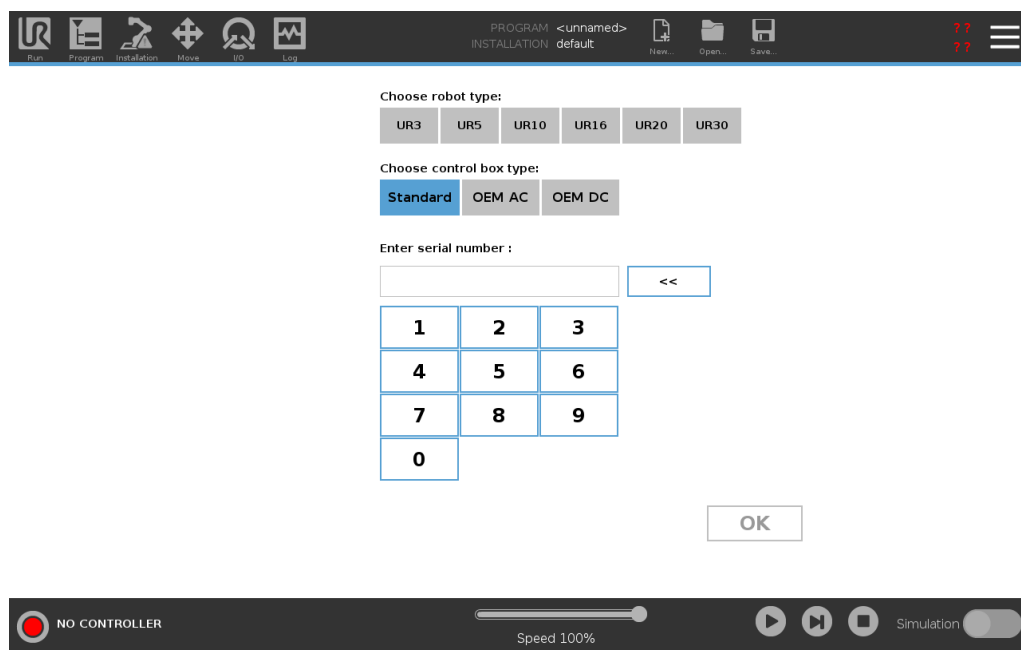 PROGRAM <unnamed>
INSTALLATION default
Run Program Installation Move I/O Log New... Open... Save...
? ?
? ?
Choose robot type:
UR3 UR5 UR10 UR16 UR20 UR30
Choose control box type:
Standard OEM AC OEM DC
Enter serial number :
<<
1 2 3
4 5 6
7 8 9
0
OK
NO CONTROLLER
Speed 100%
Simulation